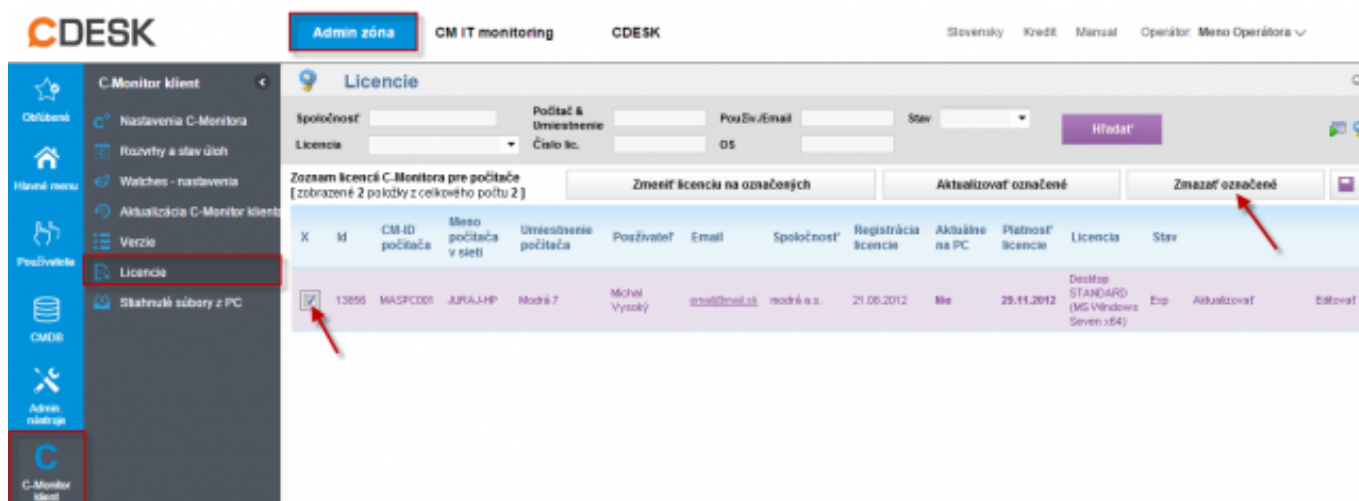 CDESK
Admin zóna
CM IT monitoring
CDESK
Slovensky
Kredit
Manual
Operátor: Meno Operátora
Obľúbené
Hlavné menu
Používatelia
CMDB
Admin. nástroje
C-Monitor klient
C-Monitor klient
Nastavenia C-Monitora
Rozvrhy a stav úloh
Watches - nastavenia
Aktualizácia C-Monitor klienta
Verzie
Licencie
Stiahnuté súbory z PC
Licencie
Spoločnosť
Počítač & Umiestnenie
Použív./Email
Stav
Hľadať
Licencia
Číslo lic.
OS
Zoznam licencií C-Monitora pre počítače
[ zobrazené 2 položky z celkového počtu 2 ]
Zmeniť licenciu na označených
Aktualizovať označené
Zmazať označené
X
Id
CM-ID počítača
Meno počítača v sieti
Umiestnenie počítača
Používateľ
Email
Spoločnosť
Registrácia licencie
Aktuálne na PC
Platnosť licencie
Licencia
Stav
13856
MASPC001
JURAJ-HP
Modrá 7
Michal Vysoký
email@mail.sk
modrá a.s.
21.08.2012
Nie
29.11.2012
Desktop STANDARD (MS Windows Seven x64)
Exp
Aktualizovať
Editovať